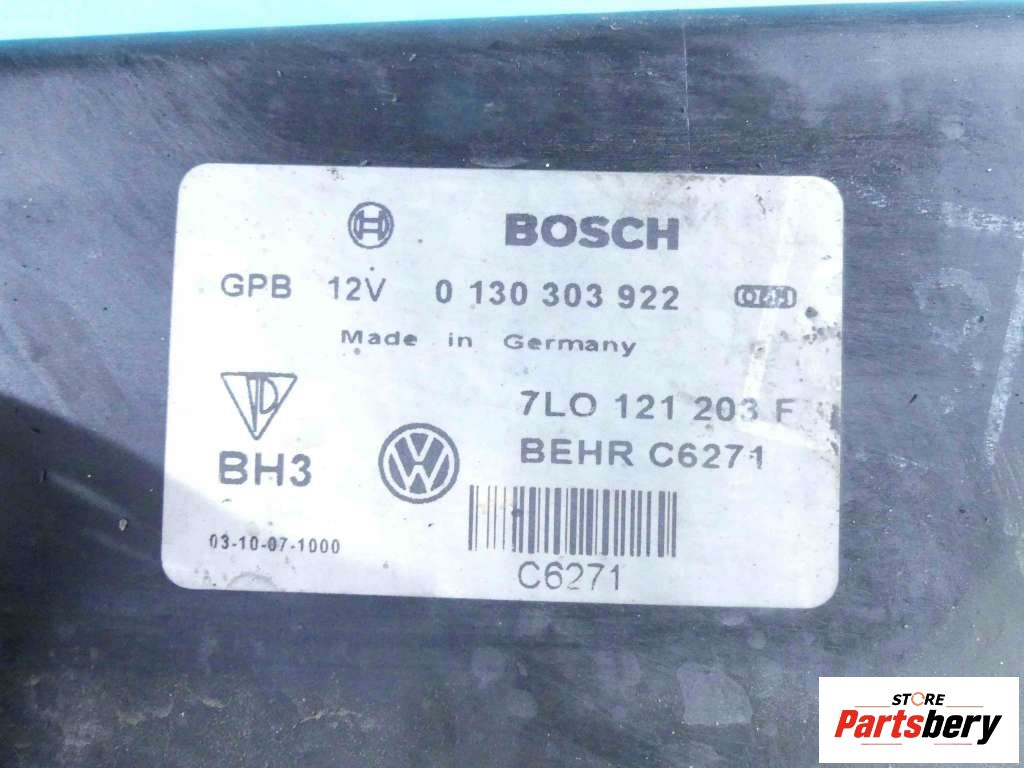 BOSCH
GPB 12V 0 130 303 922
Made in Germany
7LO 121 203 F
BEHR C6271
BH3
03-10-07-1000
C6271
STORE
Partsbery